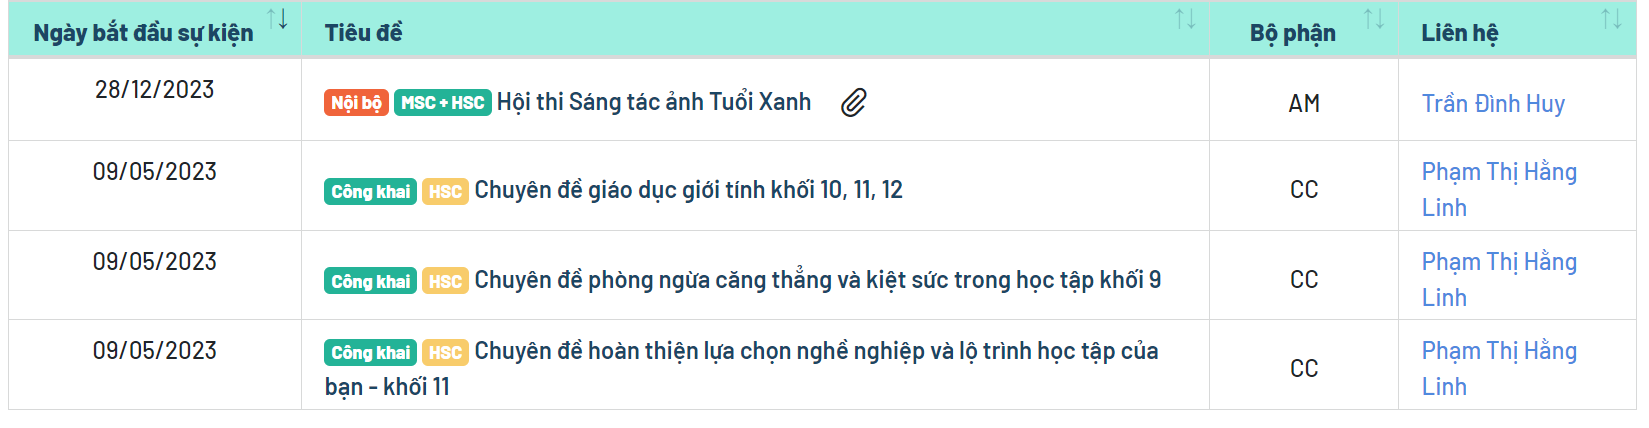 Ngày bắt đầu sự kiện Tiêu đề Bộ phận Liên hệ
28/12/2023 Nội bộ MSC + HSC Hội thi Sáng tác ảnh Tuổi Xanh AM Trần Đình Huy
09/05/2023 Công khai HSC Chuyên đề giáo dục giới tính khối 10, 11, 12 CC Phạm Thị Hằng
Linh
09/05/2023 Công khai HSC Chuyên đề phòng ngừa căng thẳng và kiệt sức trong học tập khối 9 CC Phạm Thị Hằng
Linh
09/05/2023 Công khai HSC Chuyên đề hoàn thiện lựa chọn nghề nghiệp và lộ trình học tập của
bạn - khối 11 CC Phạm Thị Hằng
Linh